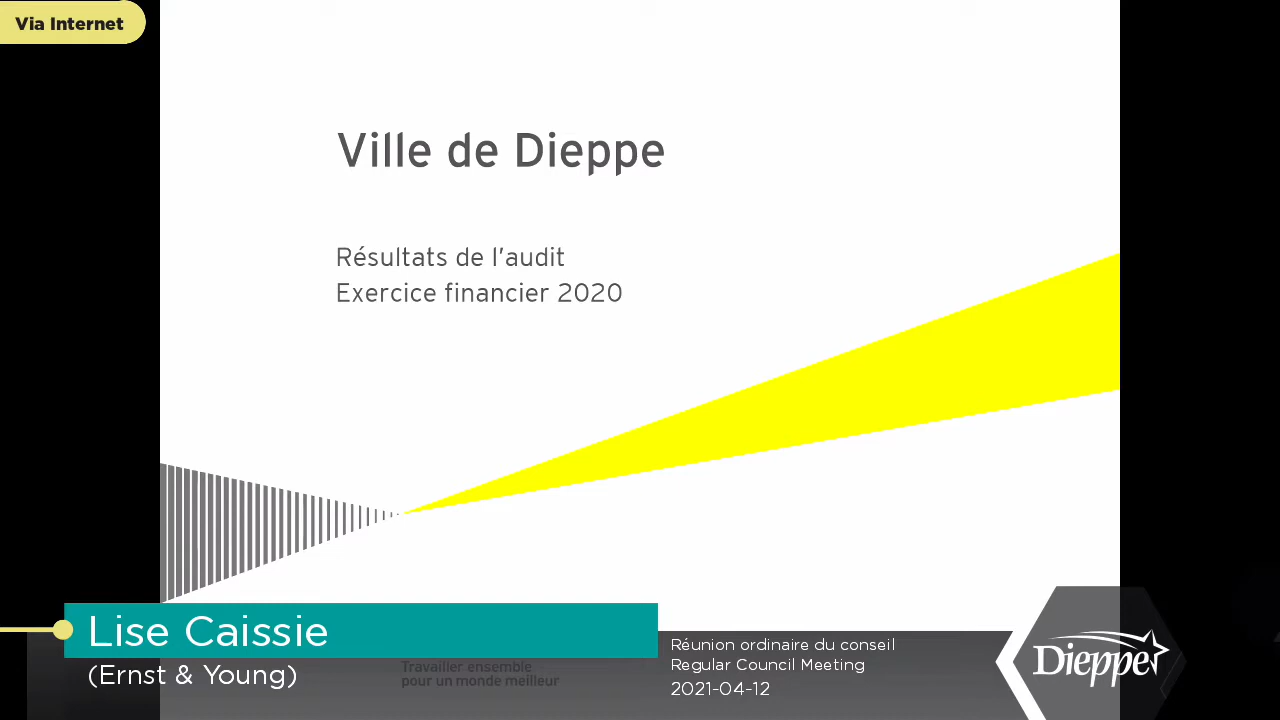 Via Internet
Ville de Dieppe
Résultats de l'audit
Exercice financier 2020
Lise Caissie
(Ernst & Young)
Travailler ensemble
pour un monde meilleur
Réunion ordinaire du conseil
Regular Council Meeting
2021-04-12
Dieppe